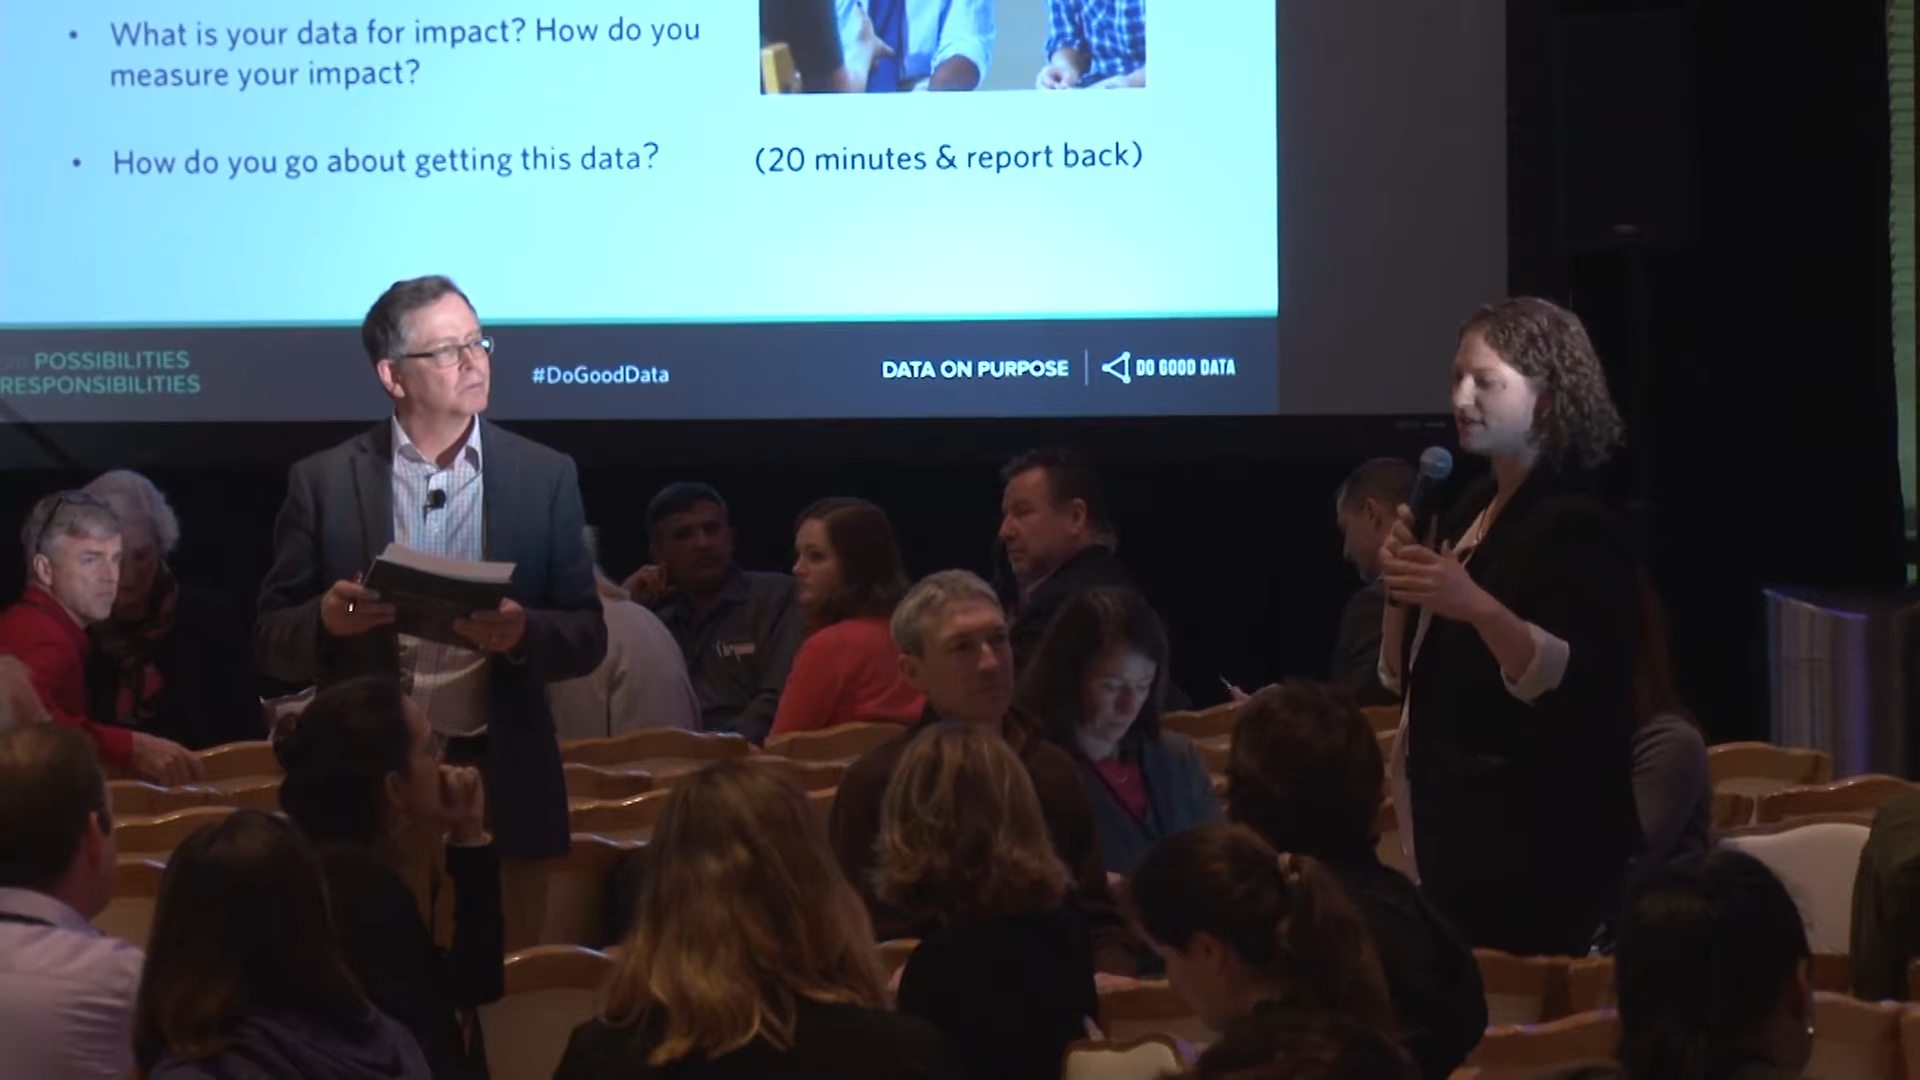 • What is your data for impact? How do you
measure your impact?
• How do you go about getting this data?
(20 minutes & report back)
POSSIBILITIES
RESPONSIBILITIES
#DoGoodData
DATA ON PURPOSE
DO GOOD DATA